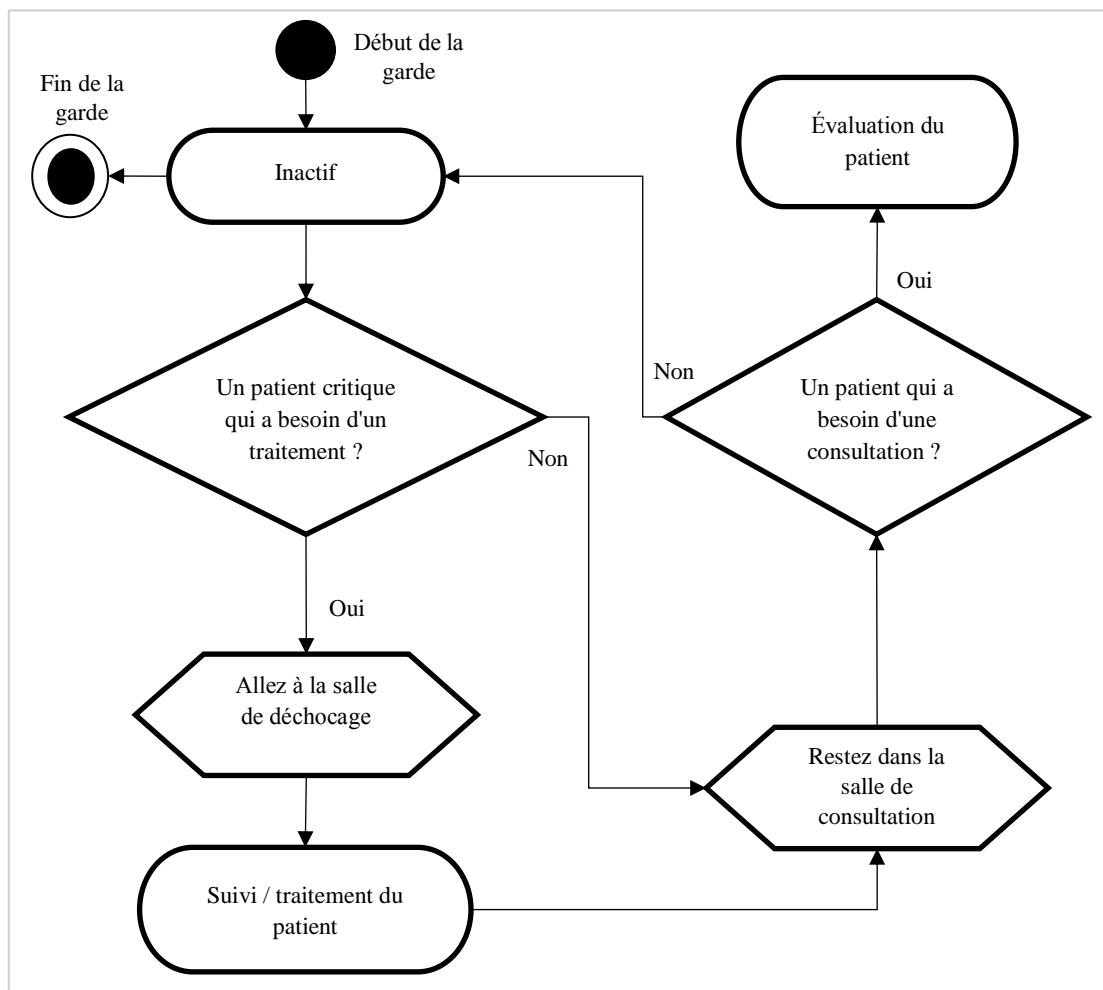 Début de la
garde
Fin de la
garde
Inactif
Évaluation du
patient
Oui
Non
Un patient critique
qui a besoin d'un
traitement ?
Non
Un patient qui a
besoin d'une
consultation ?
Oui
Allez à la salle
de déchocage
Restez dans la
salle de
consultation
Suivi / traitement du
patient